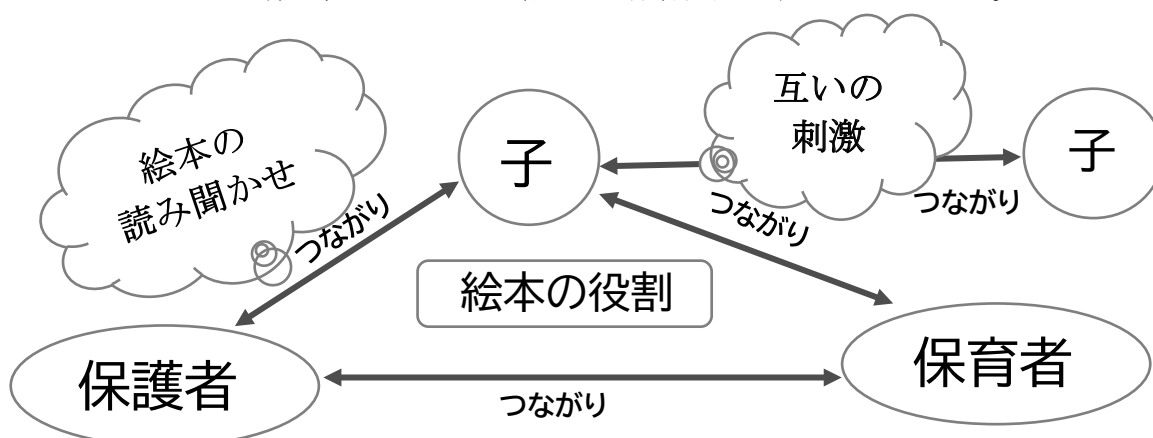 互いの
刺激
絵本の
読み聞かせ
子
子
つながり
つながり
つながり
絵本の役割
保護者
保育者
つながり